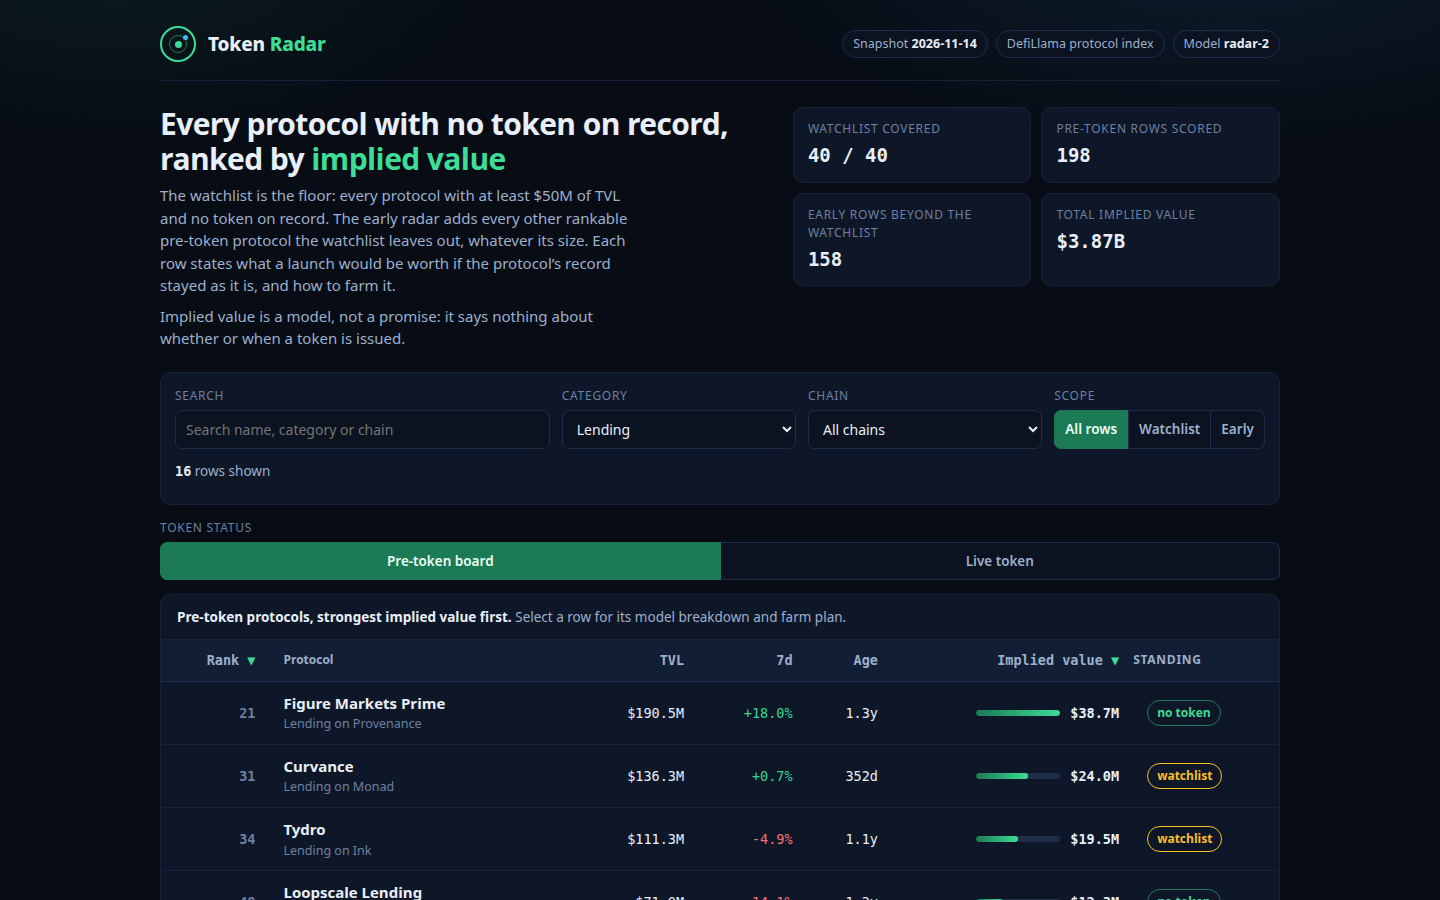 Token Radar
Snapshot 2026-11-14
DefiLlama protocol index
Model radar-2
Every protocol with no token on record,
ranked by implied value
The watchlist is the floor: every protocol with at least $50M of TVL
and no token on record. The early radar adds every other rankable
pre-token protocol the watchlist leaves out, whatever its size. Each
row states what a launch would be worth if the protocol’s record
stayed as it is, and how to farm it.
Implied value is a model, not a promise: it says nothing about
whether or when a token is issued.
WATCHLIST COVERED
40 / 40
PRE-TOKEN ROWS SCORED
198
EARLY ROWS BEYOND THE
WATCHLIST
158
TOTAL IMPLIED VALUE
$3.87B
SEARCH
Search name, category or chain
CATEGORY
Lending
CHAIN
All chains
SCOPE
All rows Watchlist Early
16 rows shown
TOKEN STATUS
Pre-token board
Live token
Pre-token protocols, strongest implied value first. Select a row for its model breakdown and farm plan.
Rank ▼ Protocol TVL 7d Age Implied value ▼ STANDING
21 Figure Markets Prime $190.5M +18.0% 1.3y $38.7M no token
Lending on Provenance
31 Curvance $136.3M +0.7% 352d $24.0M watchlist
Lending on Monad
34 Tydro $111.3M -4.9% 1.1y $19.5M watchlist
Lending on Ink
Loopscale Lending